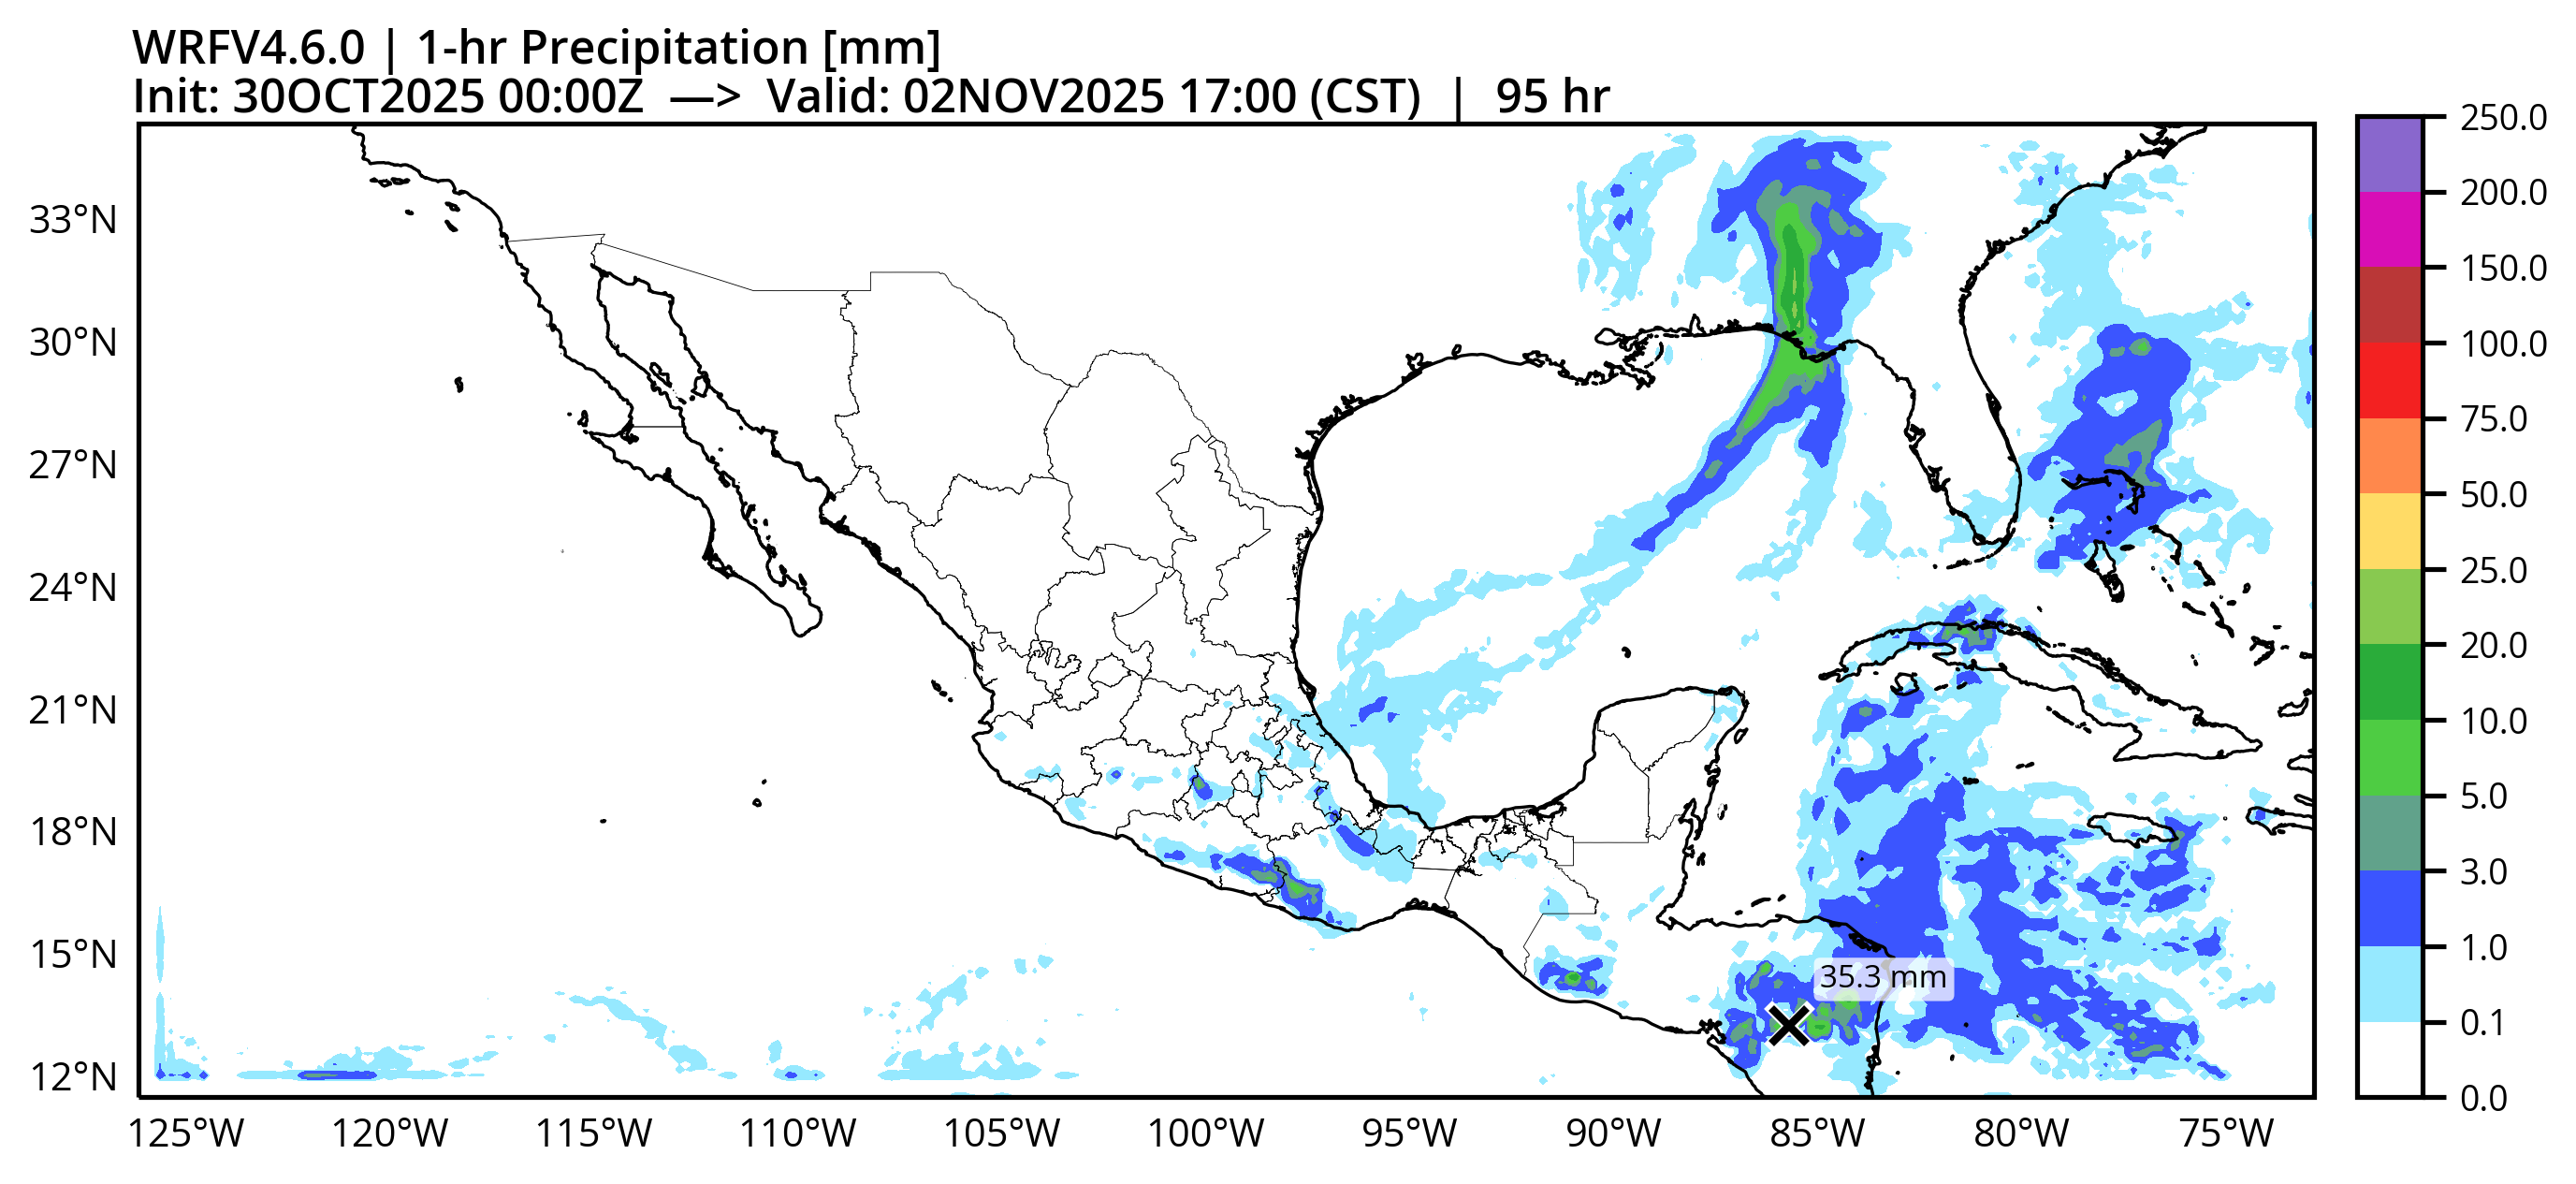 WRFV4.6.0 | 1-hr Precipitation [mm]
Init: 30OCT2025 00:00Z —> Valid: 02NOV2025 17:00 (CST) | 95 hr
33°N
30°N
27°N
24°N
21°N
18°N
15°N
12°N
125°W 120°W 115°W 110°W 105°W 100°W 95°W 90°W 85°W 80°W 75°W
35.3 mm
250.0
200.0
150.0
100.0
75.0
50.0
25.0
20.0
10.0
5.0
3.0
1.0
0.1
0.0